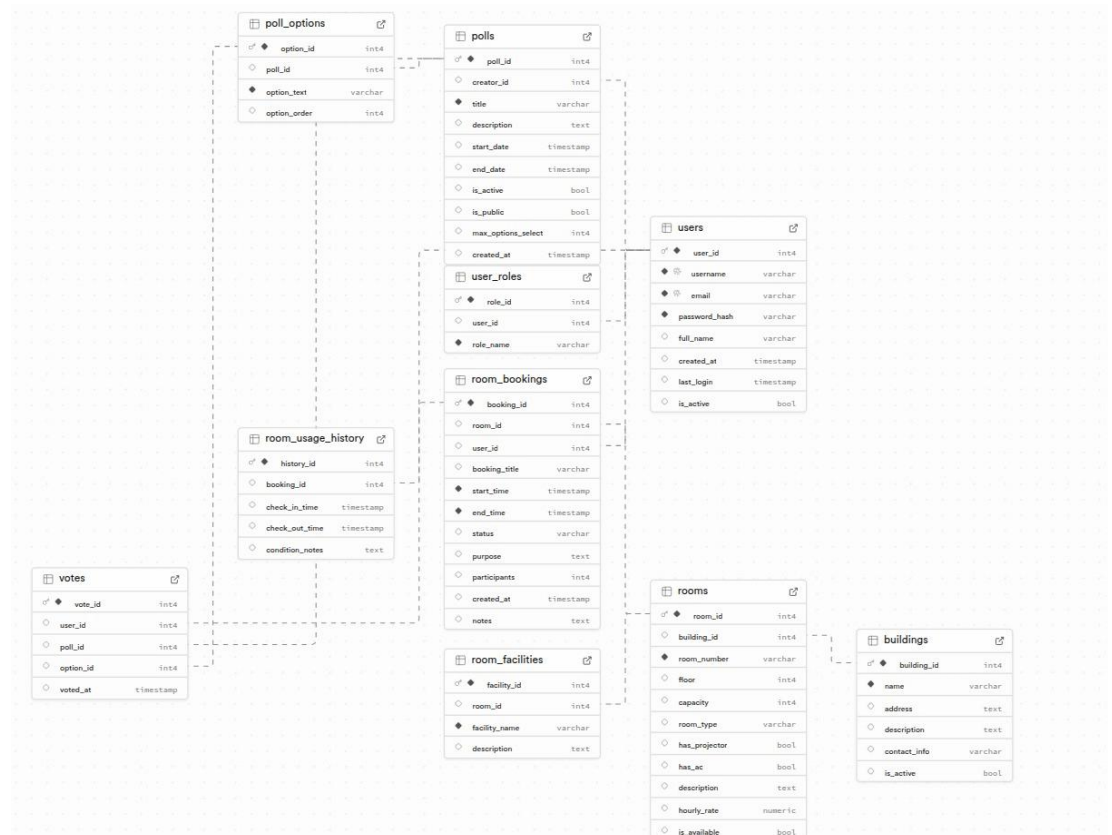 poll_options
option_id int4
poll_id int4
option_text varchar
option_order int4
polls
poll_id int4
creator_id int4
title varchar
description text
start_date timestamp
end_date timestamp
is_active bool
is_public bool
max_options_select int4
created_at timestamp
user_roles
role_id int4
user_id int4
role_name varchar
users
user_id int4
username varchar
email varchar
password_hash varchar
full_name varchar
created_at timestamp
last_login timestamp
is_active bool
room_bookings
booking_id int4
room_id int4
user_id int4
booking_title varchar
start_time timestamp
end_time timestamp
status varchar
purpose text
participants int4
created_at timestamp
notes text
room_usage_history
history_id int4
booking_id int4
check_in_time timestamp
check_out_time timestamp
condition_notes text
votes
vote_id int4
user_id int4
poll_id int4
option_id int4
voted_at timestamp
room_facilities
facility_id int4
room_id int4
facility_name varchar
description text
rooms
room_id int4
building_id int4
room_number varchar
floor int4
capacity int4
room_type varchar
has_projector bool
has_ac bool
description text
hourly_rate numeric
is_available bool
buildings
building_id int4
name varchar
address text
description text
contact_info varchar
is_active bool